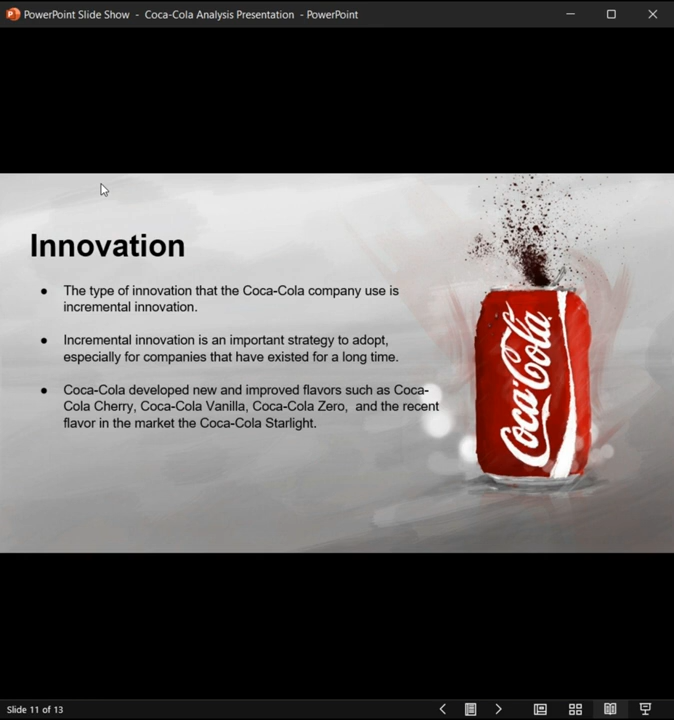 PowerPoint Slide Show - Coca-Cola Analysis Presentation - PowerPoint
Innovation
● The type of innovation that the Coca-Cola company use is
incremental innovation.
● Incremental innovation is an important strategy to adopt,
especially for companies that have existed for a long time.
● Coca-Cola developed new and improved flavors such as Coca-
Cola Cherry, Coca-Cola Vanilla, Coca-Cola Zero, and the recent
flavor in the market the Coca-Cola Starlight.
Coca-Cola
Slide 11 of 13